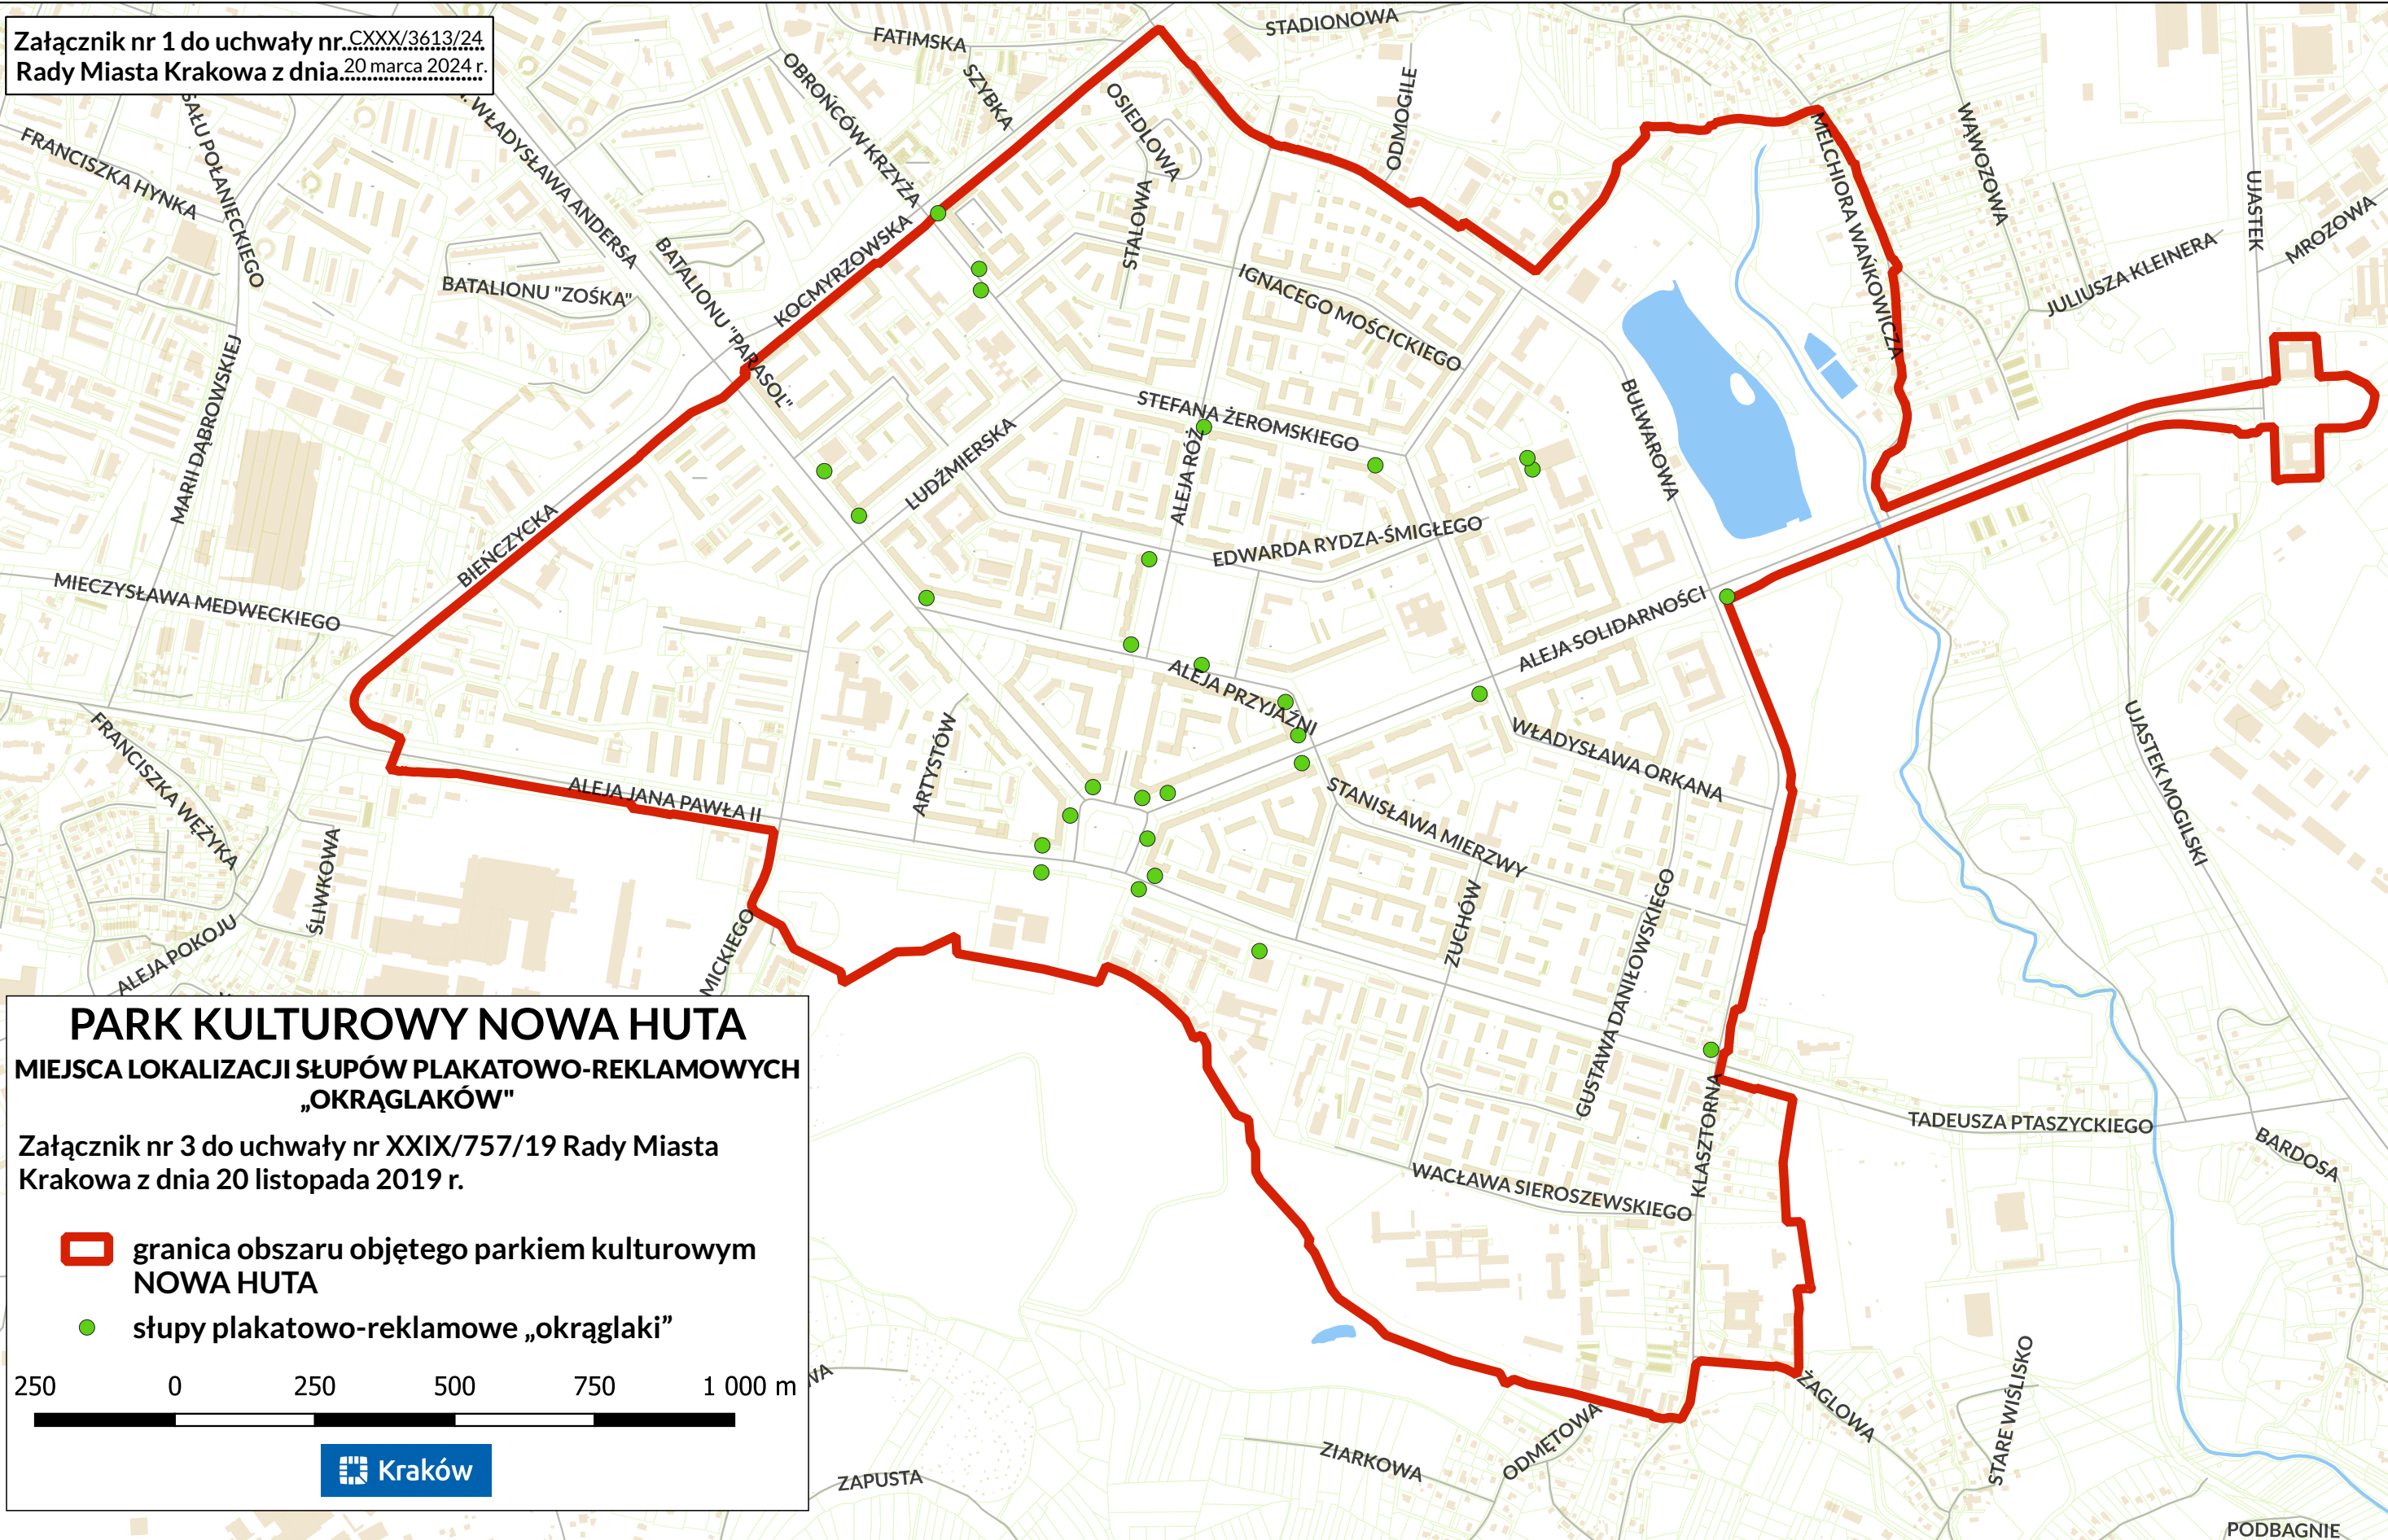 Załącznik nr 1 do uchwały nr CXXX/3613/24
Rady Miasta Krakowa z dnia 20 marca 2024 r.
STADIONOWA
FATIMSKA
SZYBKA
OBROŃCÓW KRZYŻA
OSIEDLOWA
ODMOGILE
STALOWA
WŁADYSŁAWA ANDERSA
FRANCISZKA HYNKA
POŁANIECKIEGO
BATALIONU "ZOŚKA"
BATALIONU "PARASOL"
KOCMYRZOWSKA
MELCHIORA WAŃKOWICZA
WĄWOZOWA
UJASTEK
MROZOWA
JULIUSZA KLEINERA
IGNACEGO MOŚCICKIEGO
MARII DĄBROWSKIEJ
STEFANA ŻEROMSKIEGO
BULWAROWA
LUDŹMIERSKA
ALEJA RÓŻ
BIEŃCZYCKA
EDWARDA RYDZA-ŚMIGŁEGO
MIECZYSŁAWA MEDWECKIEGO
ALEJA SOLIDARNOŚCI
ALEJA PRZYJAŹNI
WŁADYSŁAWA ORKANA
ARTYSTÓW
FRANCISZKA WĘŻYKA
ALEJA JANA PAWŁA II
STANISŁAWA MIERZWY
UJASTEK MOGILSKI
ŚLIWKOWA
ALEJA POKOJU
MICKIEGO
ZUCHÓW
GUSTAWA DANIŁOWSKIEGO
KLASZTORNA
TADEUSZA PTASZYCKIEGO
BARDOSA
WACŁAWA SIEROSZEWSKIEGO
PARK KULTUROWY NOWA HUTA
MIEJSCA LOKALIZACJI SŁUPÓW PLAKATOWO-REKLAMOWYCH
„OKRĄGLAKÓW"
Załącznik nr 3 do uchwały nr XXIX/757/19 Rady Miasta
Krakowa z dnia 20 listopada 2019 r.
granica obszaru objętego parkiem kulturowym
NOWA HUTA
słupy plakatowo-reklamowe „okrąglaki”
250 0 250 500 750 1 000 m
Kraków
WA
ZAPUSTA
ZIARKOWA
ODMĘTOWA
ŻAGLOWA
STARE WIŚLISKO
PODBAGNIE